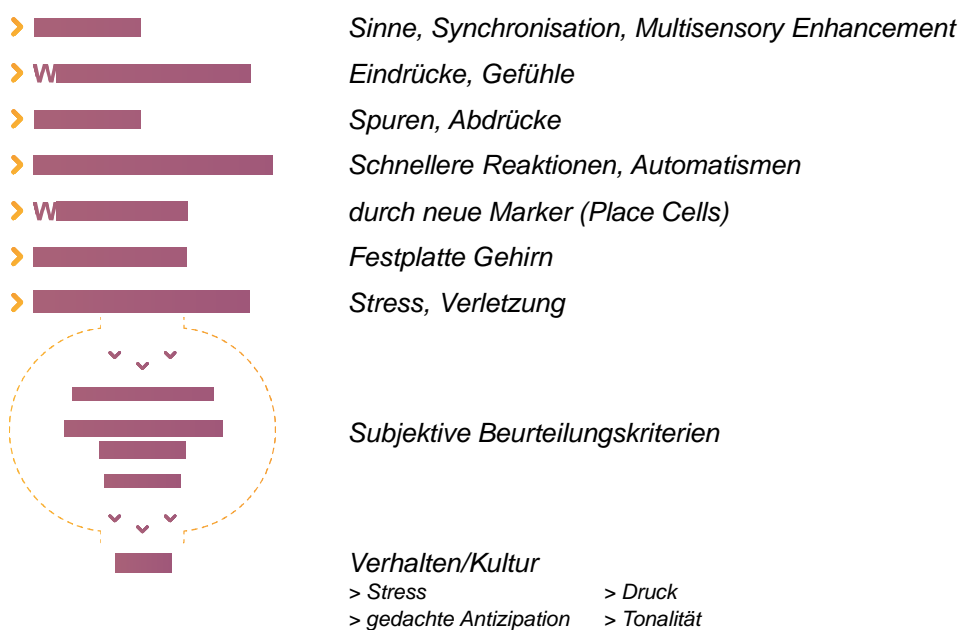 Sinne, Synchronisation, Multisensory Enhancement
W
Eindrücke, Gefühle
Spuren, Abdrücke
Schnellere Reaktionen, Automatismen
W
durch neue Marker (Place Cells)
Festplatte Gehirn
Stress, Verletzung
Subjektive Beurteilungskriterien
Verhalten/Kultur
> Stress > Druck
> gedachte Antizipation > Tonalität